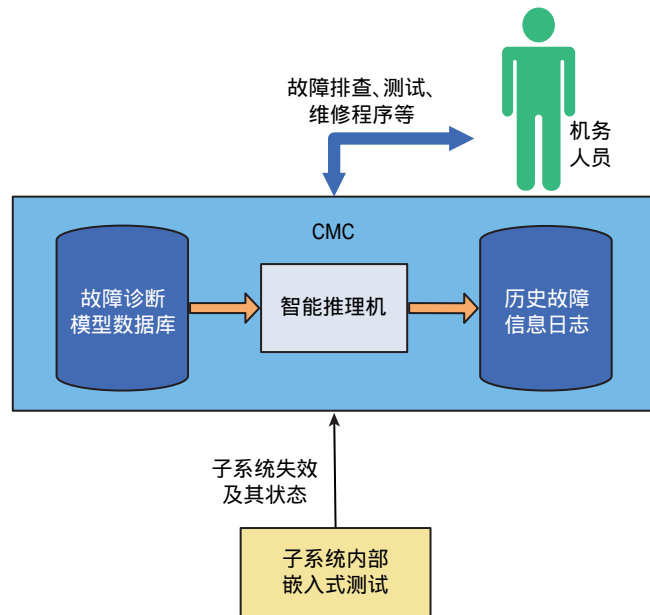 故障排查、测试、
维修程序等
机务
人员
CMC
故障诊断
模型数据库
智能推理机
历史故障
信息日志
子系统失效
及其状态
子系统内部
嵌入式测试